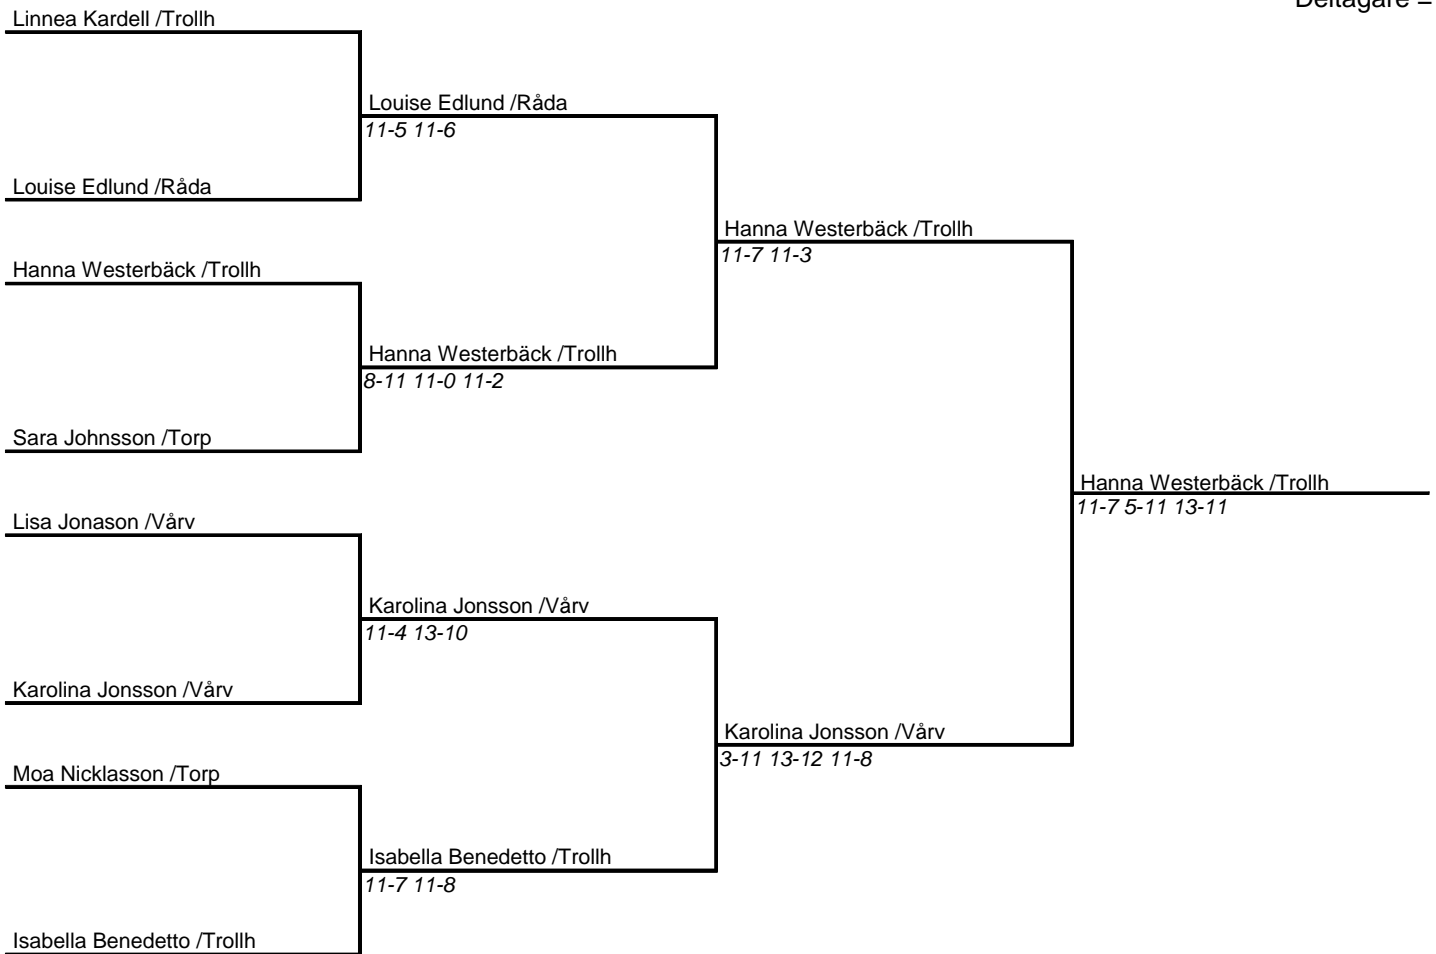 Deltagare =
Linnea Kardell /Trollh
Louise Edlund /Råda
11-5 11-6
Louise Edlund /Råda
Hanna Westerbäck /Trollh
11-7 11-3
Hanna Westerbäck /Trollh
Hanna Westerbäck /Trollh
8-11 11-0 11-2
Sara Johnsson /Torp
Hanna Westerbäck /Trollh
11-7 5-11 13-11
Lisa Jonason /Vårv
Karolina Jonsson /Vårv
11-4 13-10
Karolina Jonsson /Vårv
Karolina Jonsson /Vårv
3-11 13-12 11-8
Moa Nicklasson /Torp
Isabella Benedetto /Trollh
11-7 11-8
Isabella Benedetto /Trollh